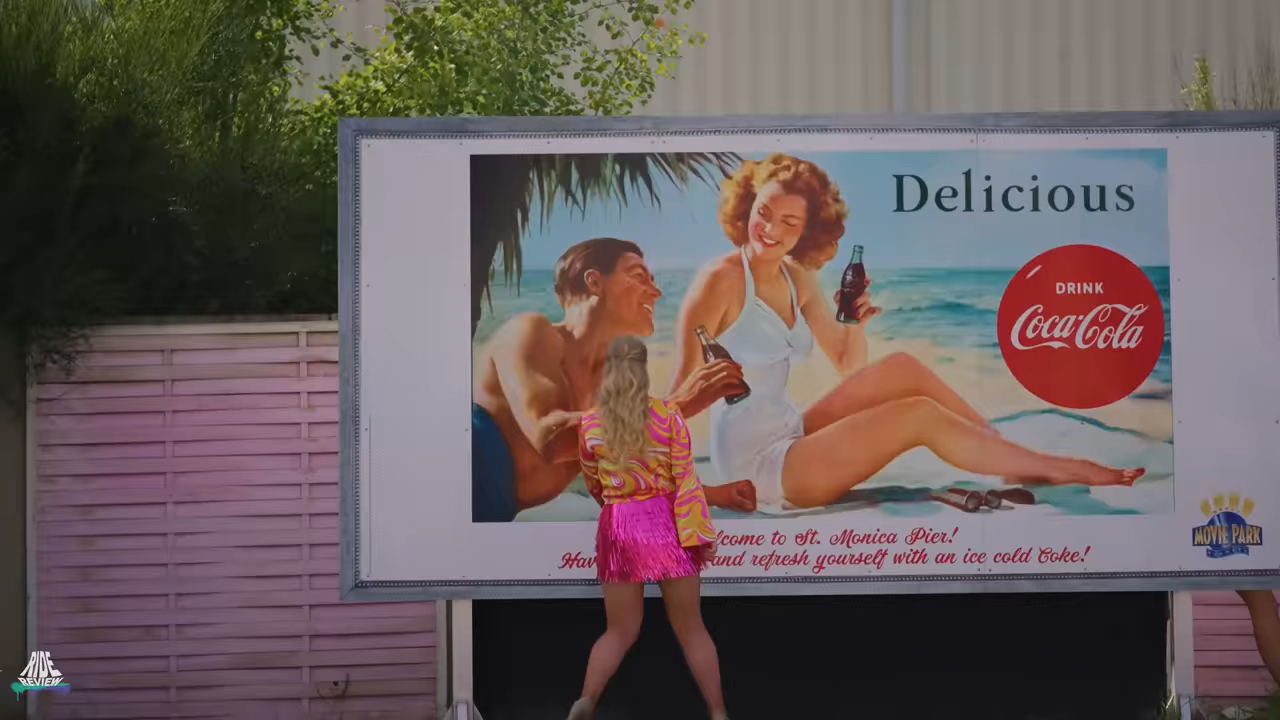 Delicious
DRINK
Coca-Cola
lcome to St. Monica Pier!
Hav and refresh yourself with an ice cold Coke!
MOVIE PARK
RIDE
REVIEW